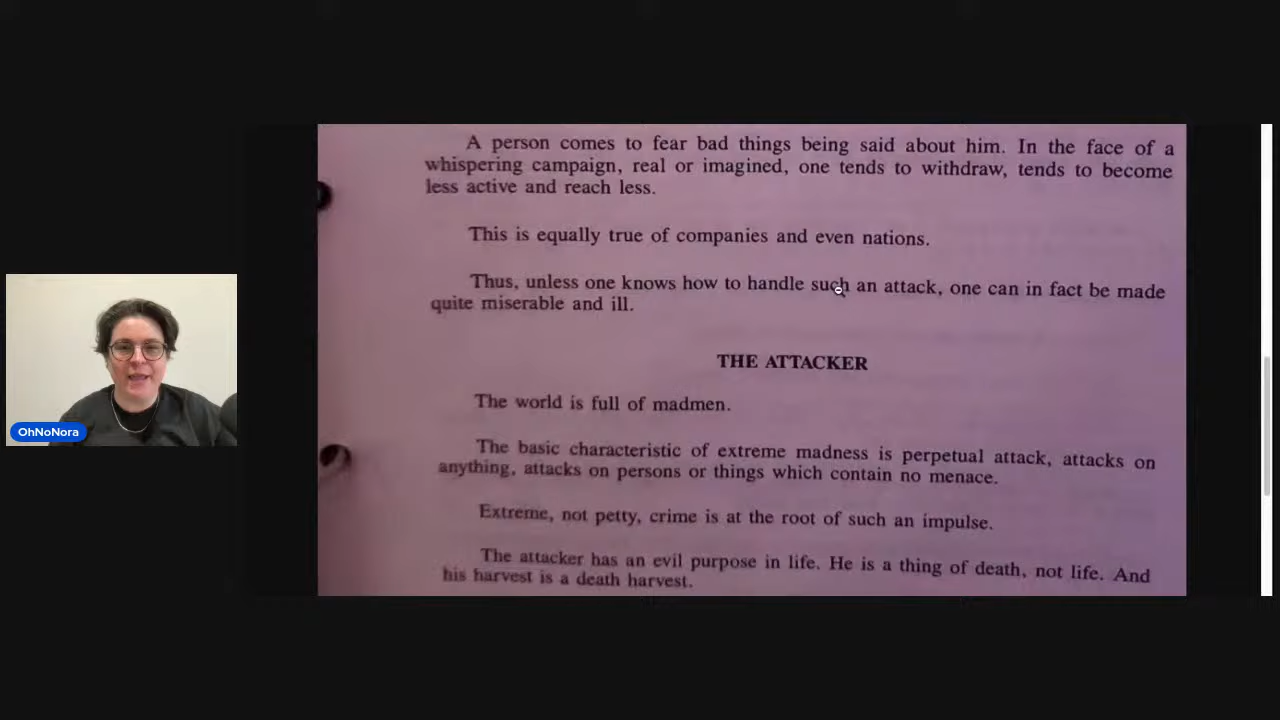 A person comes to fear bad things being said about him. In the face of a
whispering campaign, real or imagined, one tends to withdraw, tends to become
less active and reach less.
This is equally true of companies and even nations.
Thus, unless one knows how to handle such an attack, one can in fact be made
quite miserable and ill.
THE ATTACKER
The world is full of madmen.
The basic characteristic of extreme madness is perpetual attack, attacks on
anything, attacks on persons or things which contain no menace.
Extreme, not petty, crime is at the root of such an impulse.
The attacker has an evil purpose in life. He is a thing of death, not life. And
his harvest is a death harvest.
OhNoNora